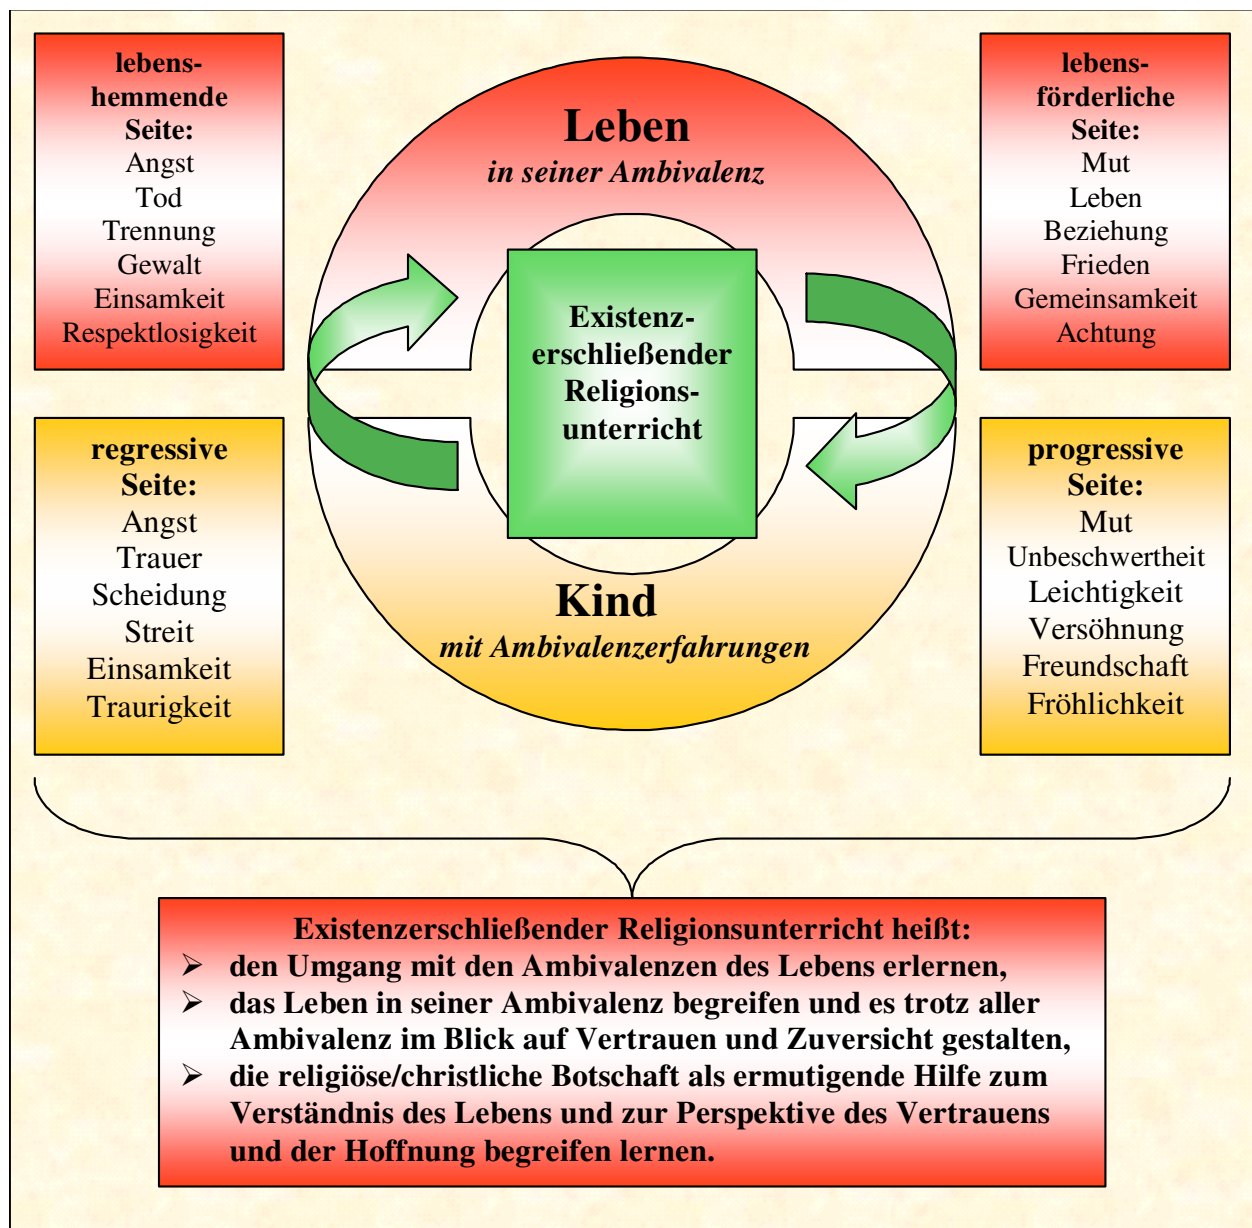 lebens-
hemmende
Seite:
Angst
Tod
Trennung
Gewalt
Einsamkeit
Respektlosigkeit
Leben
in seiner Ambivalenz
lebens-
förderliche
Seite:
Mut
Leben
Beziehung
Frieden
Gemeinsamkeit
Achtung
Existenz-
erschließender
Religions-
unterricht
regressive
Seite:
Angst
Trauer
Scheidung
Streit
Einsamkeit
Traurigkeit
Kind
mit Ambivalenzerfahrungen
progressive
Seite:
Mut
Unbeschwertheit
Leichtigkeit
Versöhnung
Freundschaft
Fröhlichkeit
Existenzerschließender Religionsunterricht heißt:
➢ den Umgang mit den Ambivalenzen des Lebens erlernen,
➢ das Leben in seiner Ambivalenz begreifen und es trotz aller
Ambivalenz im Blick auf Vertrauen und Zuversicht gestalten,
➢ die religiöse/christliche Botschaft als ermutigende Hilfe zum
Verständnis des Lebens und zur Perspektive des Vertrauens
und der Hoffnung begreifen lernen.